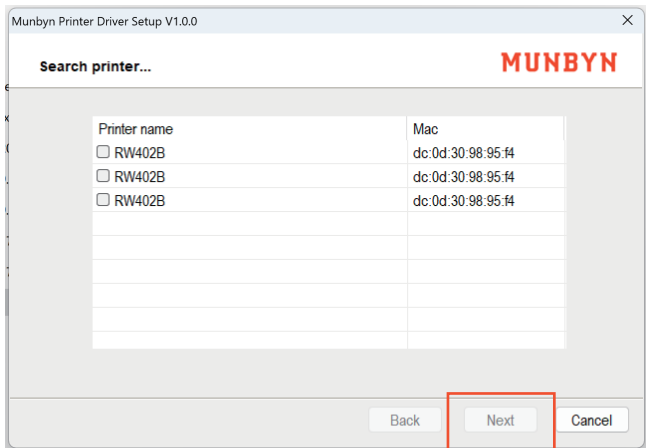 Munbyn Printer Driver Setup V1.0.0
Search printer...
MUNBYN
Printer name Mac
RW402B dc:0d:30:98:95:f4
RW402B dc:0d:30:98:95:f4
RW402B dc:0d:30:98:95:f4
Back Next Cancel